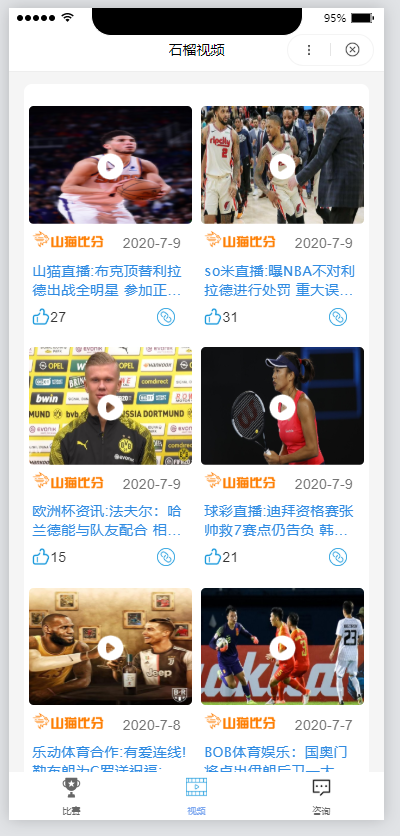 95%
石榴视频
山猫比分 2020-7-9
山猫直播:布克顶替利拉
德出战全明星 参加正…
27
山猫比分 2020-7-9
so米直播:曝NBA不对利
拉德进行处罚 重大误…
31
山猫比分 2020-7-9
欧洲杯资讯:法夫尔：哈
兰德能与队友配合 相…
15
山猫比分 2020-7-9
球彩直播:迪拜资格赛张
帅救7赛点仍告负 韩…
21
山猫比分 2020-7-8
乐动体育合作:有爱连线!
勒布朗为C罗送祝福:
山猫比分 2020-7-7
BOB体育娱乐：国奥门
将点出伊朗后卫一大
比赛
视频
咨询